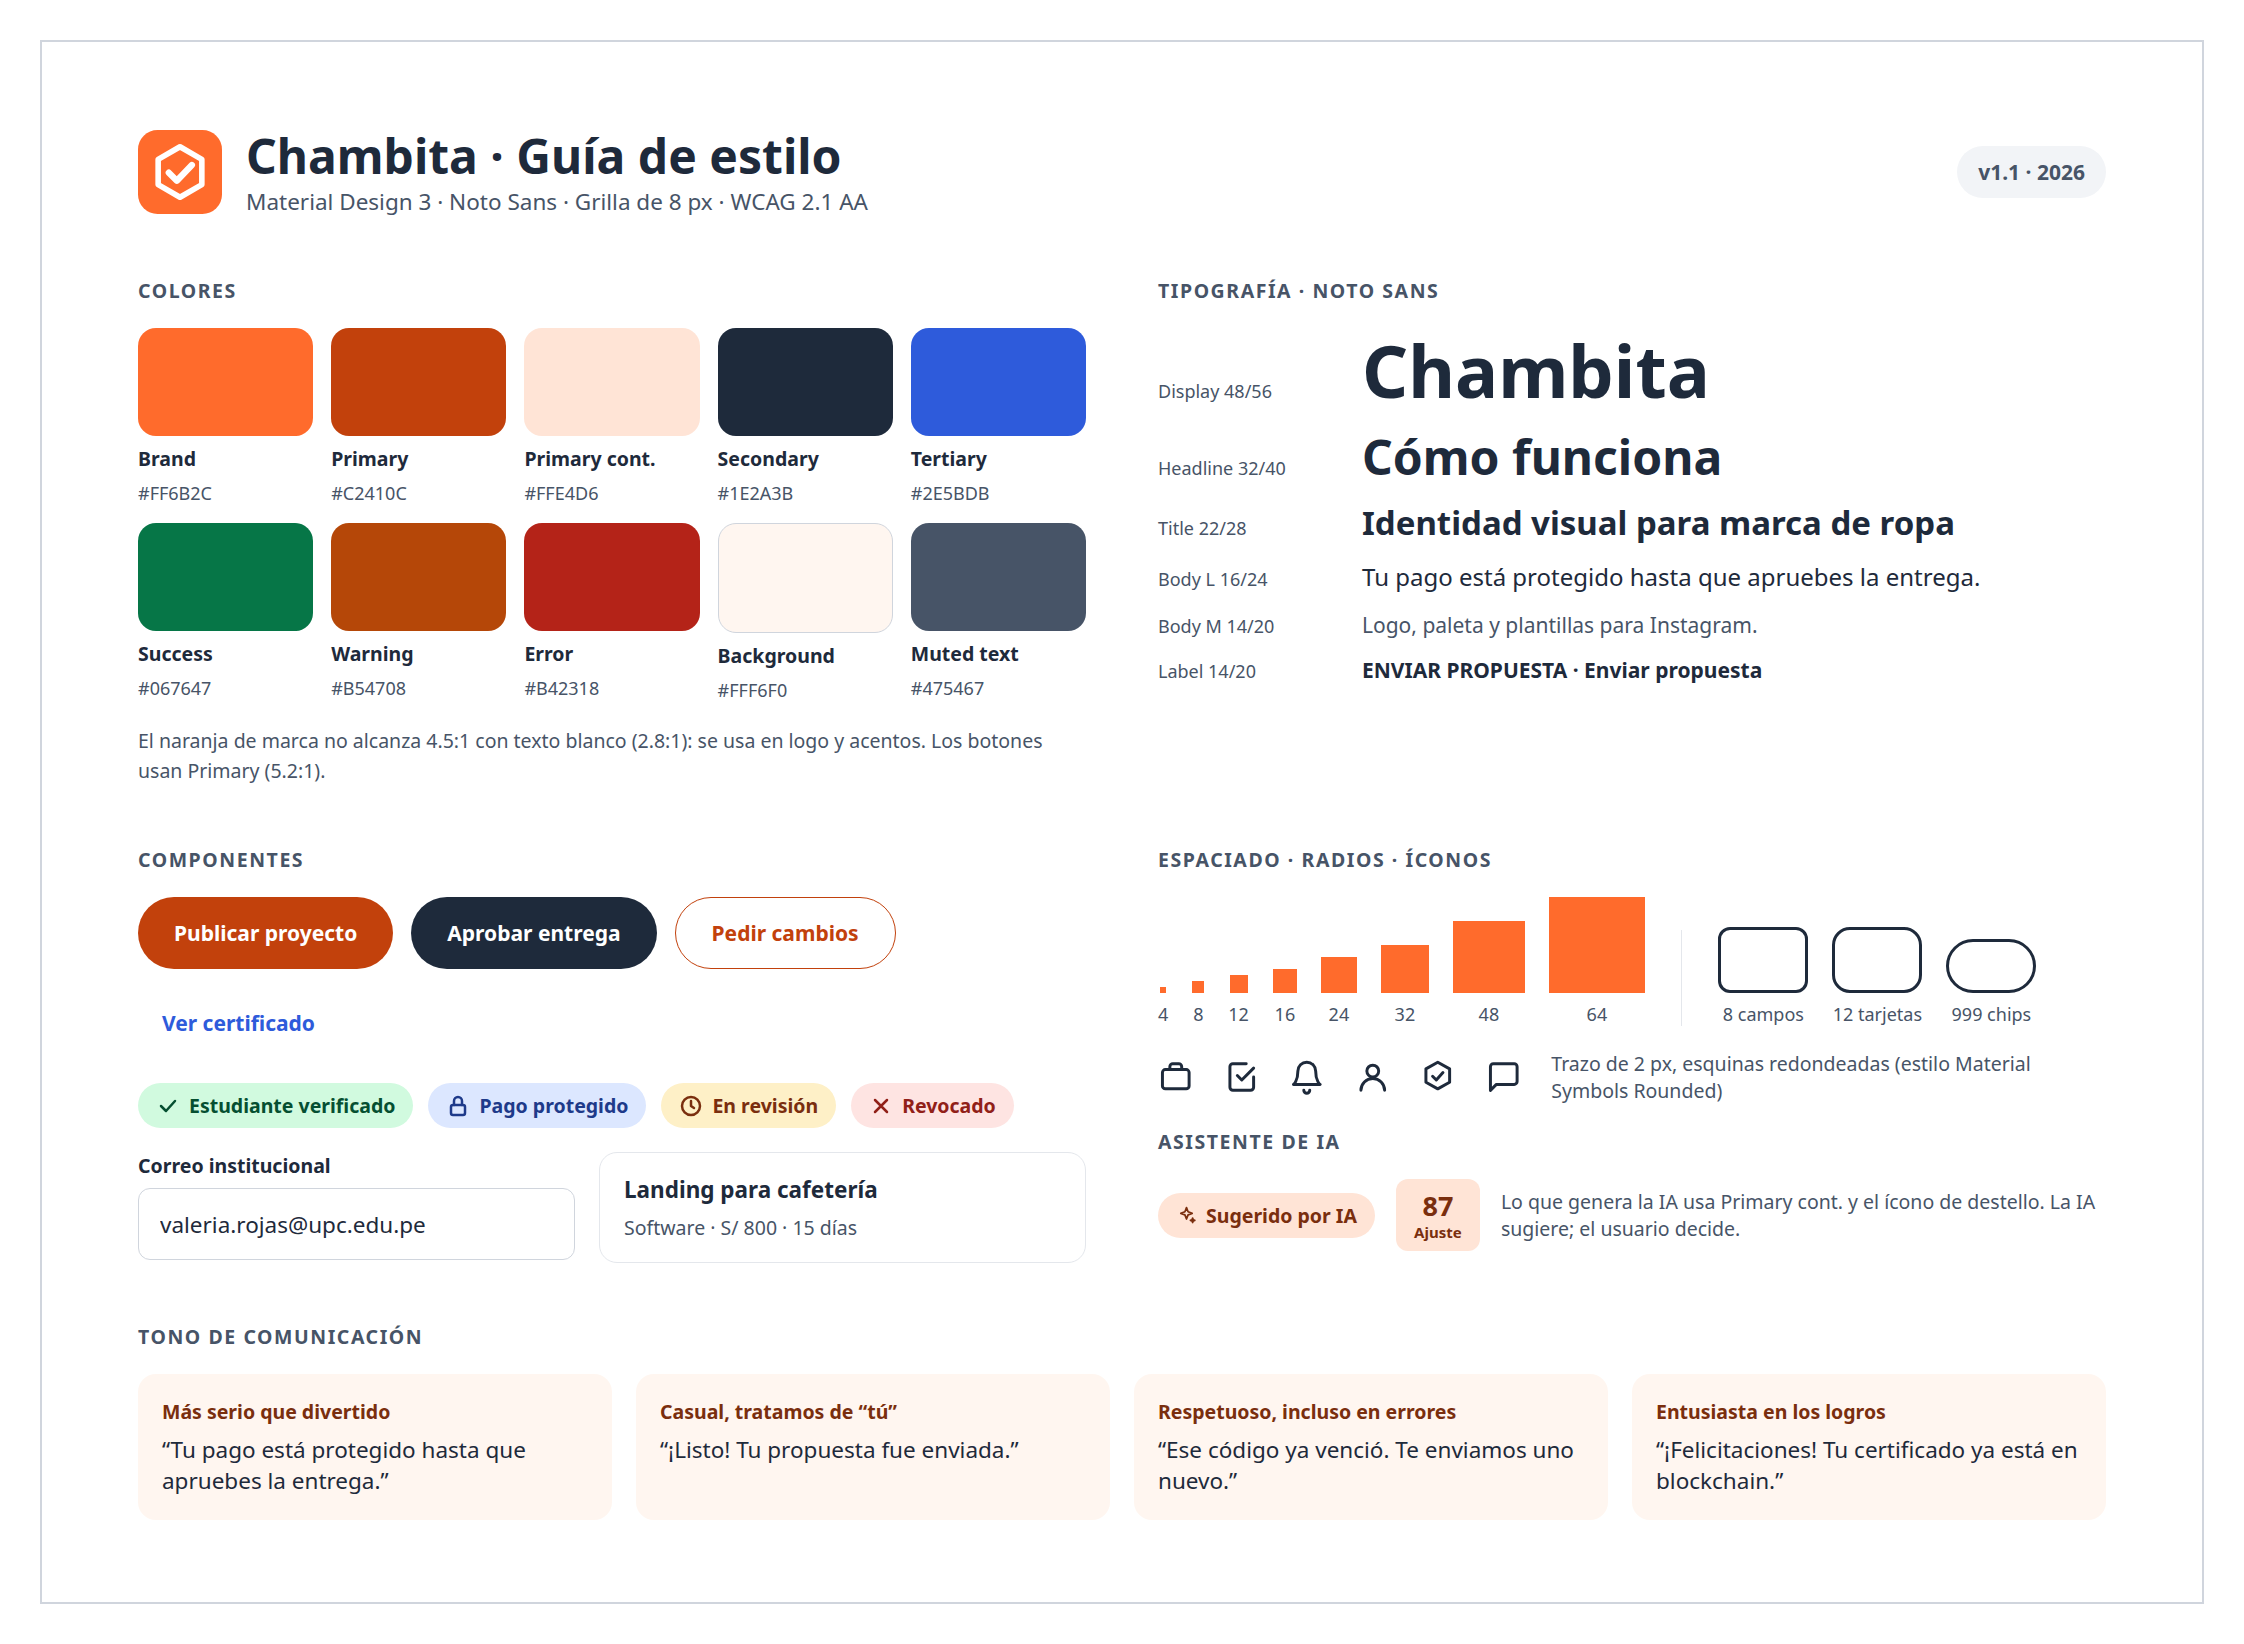 Chambita · Guía de estilo
Material Design 3 · Noto Sans · Grilla de 8 px · WCAG 2.1 AA
v1.1 · 2026
COLORES
Brand
#FF6B2C
Primary
#C2410C
Primary cont.
#FFE4D6
Secondary
#1E2A3B
Tertiary
#2E5BDB
Success
#067647
Warning
#B54708
Error
#B42318
Background
#FFF6F0
Muted text
#475467
El naranja de marca no alcanza 4.5:1 con texto blanco (2.8:1): se usa en logo y acentos. Los botones
usan Primary (5.2:1).
TIPOGRAFÍA · NOTO SANS
Display 48/56
Chambita
Headline 32/40
Cómo funciona
Title 22/28
Identidad visual para marca de ropa
Body L 16/24
Tu pago está protegido hasta que apruebes la entrega.
Body M 14/20
Logo, paleta y plantillas para Instagram.
Label 14/20
ENVIAR PROPUESTA · Enviar propuesta
COMPONENTES
Publicar proyecto
Aprobar entrega
Pedir cambios
Ver certificado
Estudiante verificado
Pago protegido
En revisión
Revocado
Correo institucional
valeria.rojas@upc.edu.pe
Landing para cafetería
Software · S/ 800 · 15 días
ESPACIADO · RADIOS · ÍCONOS
4
8
12
16
24
32
48
64
8 campos
12 tarjetas
999 chips
Trazo de 2 px, esquinas redondeadas (estilo Material
Symbols Rounded)
ASISTENTE DE IA
Sugerido por IA
87
Ajuste
Lo que genera la IA usa Primary cont. y el ícono de destello. La IA
sugiere; el usuario decide.
TONO DE COMUNICACIÓN
Más serio que divertido
“Tu pago está protegido hasta que
apruebes la entrega.”
Casual, tratamos de “tú”
“¡Listo! Tu propuesta fue enviada.”
Respetuoso, incluso en errores
“Ese código ya venció. Te enviamos uno
nuevo.”
Entusiasta en los logros
“¡Felicitaciones! Tu certificado ya está en
blockchain.”